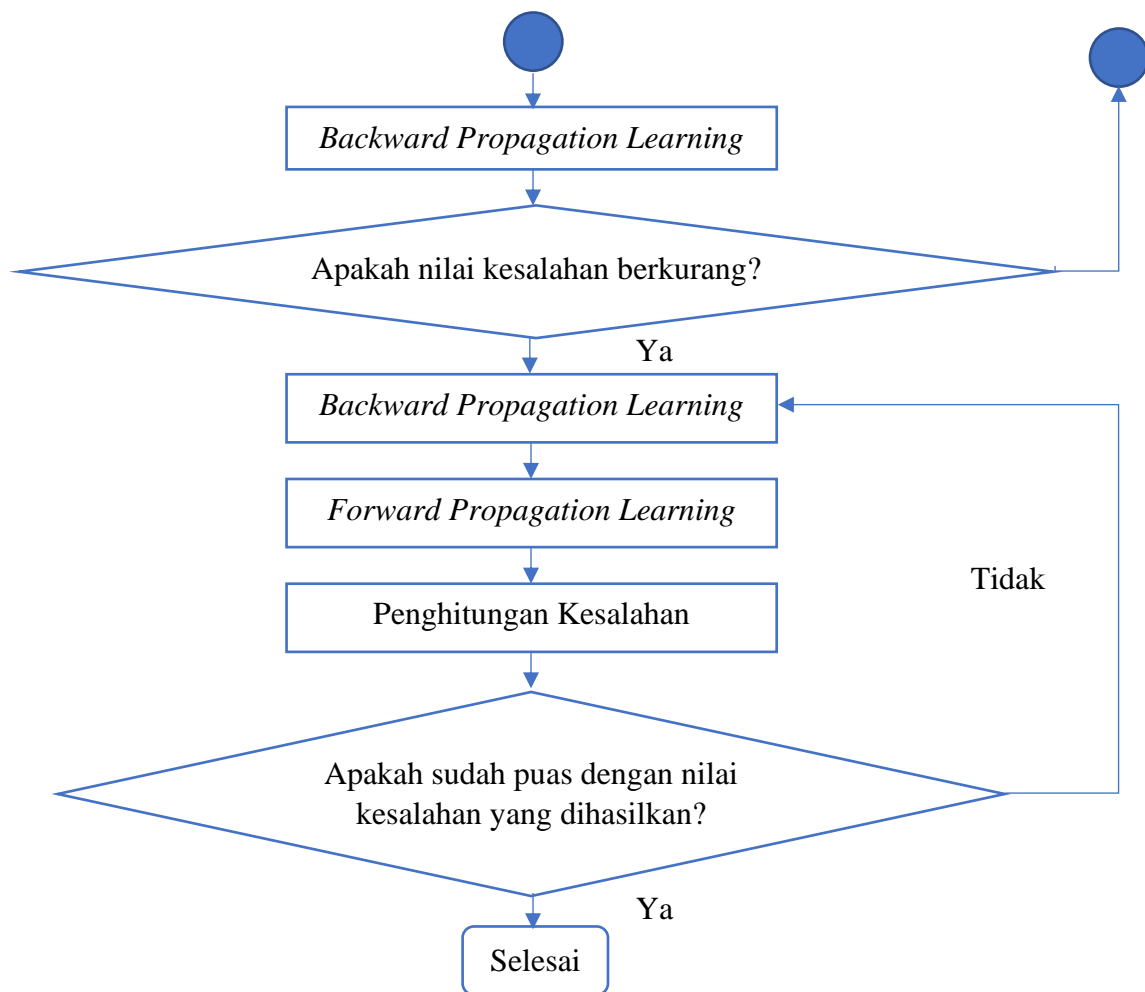 Backward Propagation Learning
Apakah nilai kesalahan berkurang?
Ya
Backward Propagation Learning
Forward Propagation Learning
Tidak
Penghitungan Kesalahan
Apakah sudah puas dengan nilai
kesalahan yang dihasilkan?
Ya
Selesai